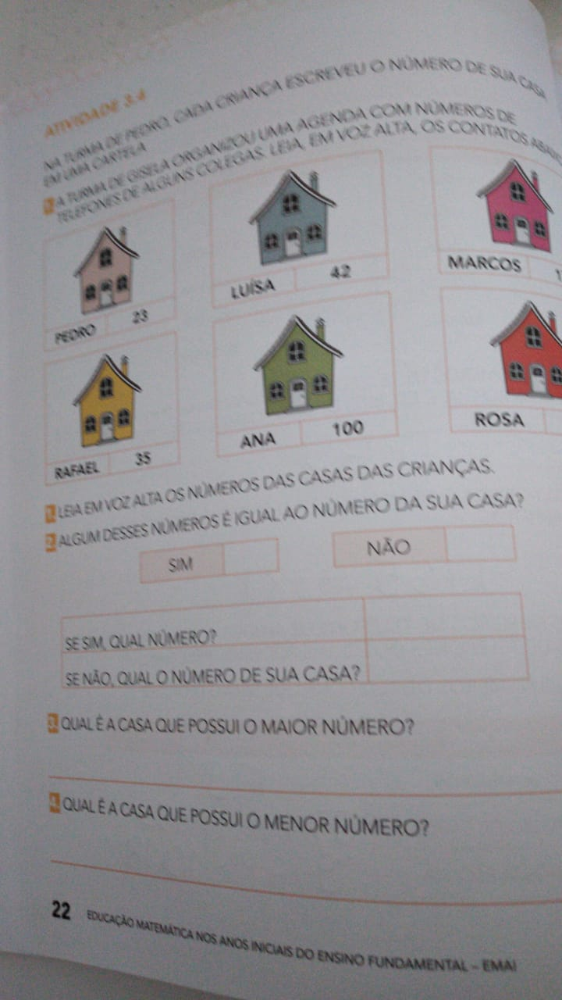 ATIVIDADE 3.4
NA TURMA DE PEDRO, CADA CRIANÇA ESCREVEU O NÚMERO DE SUA CASA
EM UMA CARTELA
A TURMA DE GISELA ORGANIZOU UMA AGENDA COM NÚMEROS DE
TELEFONES DE ALGUNS COLEGAS. LEIA, EM VOZ ALTA, OS CONTATOS
PEDRO 23
LUÍSA 42
MARCOS
RAFAEL 35
ANA 100
ROSA
1 LEIA EM VOZ ALTA OS NÚMEROS DAS CASAS DAS CRIANÇAS.
2 ALGUM DESSES NÚMEROS É IGUAL AO NÚMERO DA SUA CASA?
SIM NÃO
SE SIM, QUAL NÚMERO?
SE NÃO, QUAL O NÚMERO DE SUA CASA?
3. QUAL É A CASA QUE POSSUI O MAIOR NÚMERO?
4. QUAL É A CASA QUE POSSUI O MENOR NÚMERO?
22 EDUCAÇÃO MATEMÁTICA NOS ANOS INICIAIS DO ENSINO FUNDAMENTAL – EMAI